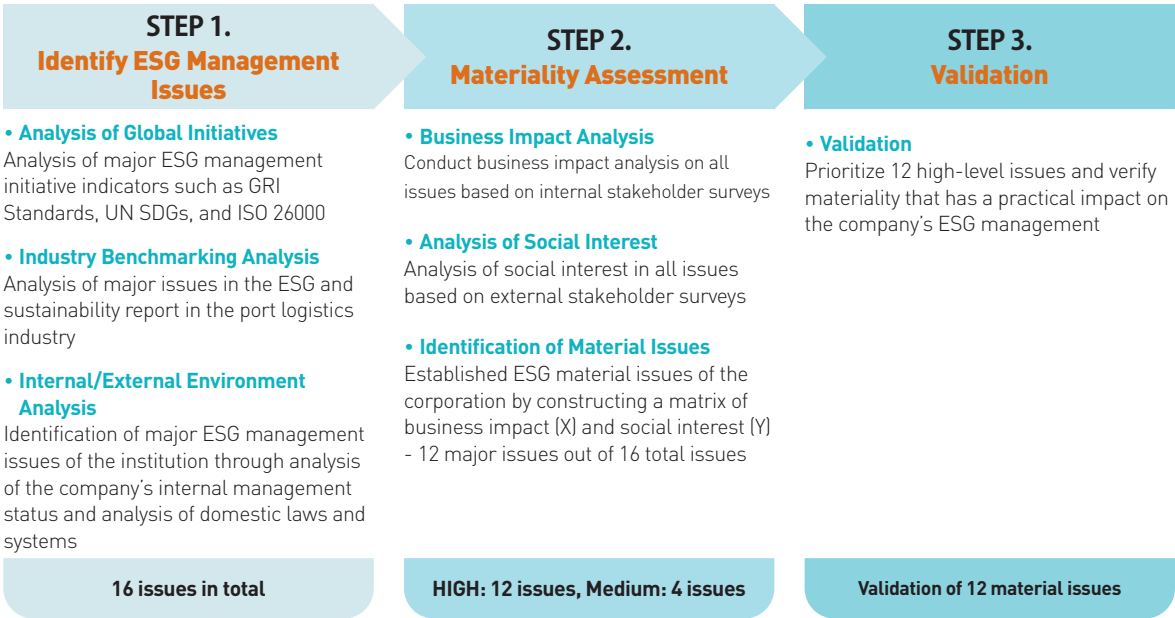 STEP 1.
Identify ESG Management
Issues
• Analysis of Global Initiatives
Analysis of major ESG management
initiative indicators such as GRI
Standards, UN SDGs, and ISO 26000
• Industry Benchmarking Analysis
Analysis of major issues in the ESG and
sustainability report in the port logistics
industry
• Internal/External Environment
Analysis
Identification of major ESG management
issues of the institution through analysis
of the company's internal management
status and analysis of domestic laws and
systems
16 issues in total
STEP 2.
Materiality Assessment
• Business Impact Analysis
Conduct business impact analysis on all
issues based on internal stakeholder surveys
• Analysis of Social Interest
Analysis of social interest in all issues
based on external stakeholder surveys
• Identification of Material Issues
Established ESG material issues of the
corporation by constructing a matrix of
business impact (X) and social interest (Y)
- 12 major issues out of 16 total issues
HIGH: 12 issues, Medium: 4 issues
STEP 3.
Validation
• Validation
Prioritize 12 high-level issues and verify
materiality that has a practical impact on
the company's ESG management
Validation of 12 material issues